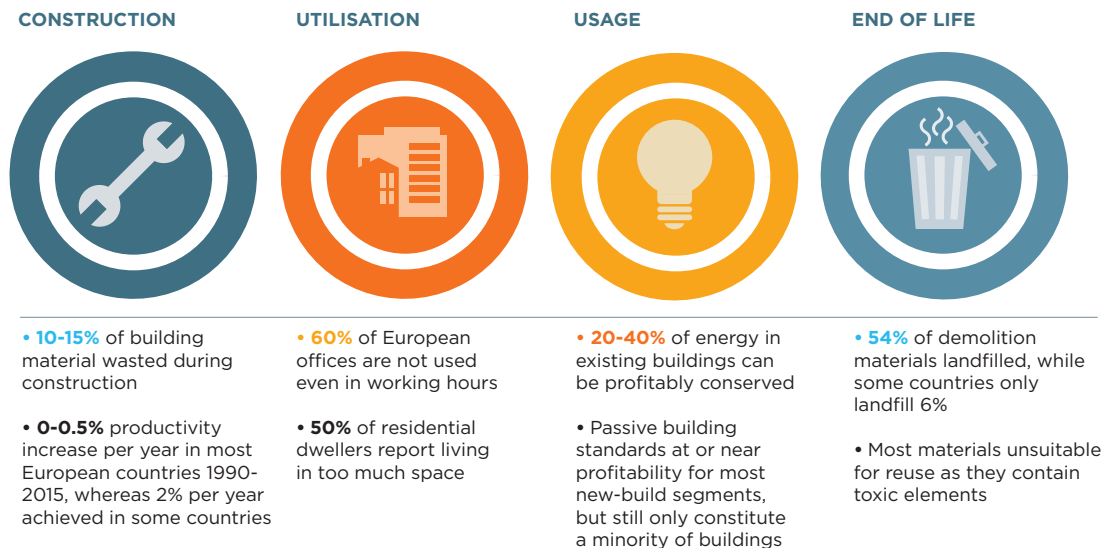 CONSTRUCTION
UTILISATION
USAGE
END OF LIFE
• 10-15% of building
material wasted during
construction
• 0-0.5% productivity
increase per year in most
European countries 1990-
2015, whereas 2% per year
achieved in some countries
• 60% of European
offices are not used
even in working hours
• 50% of residential
dwellers report living
in too much space
• 20-40% of energy in
existing buildings can
be profitably conserved
• Passive building
standards at or near
profitability for most
new-build segments,
but still only constitute
a minority of buildings
• 54% of demolition
materials landfilled, while
some countries only
landfill 6%
• Most materials unsuitable
for reuse as they contain
toxic elements